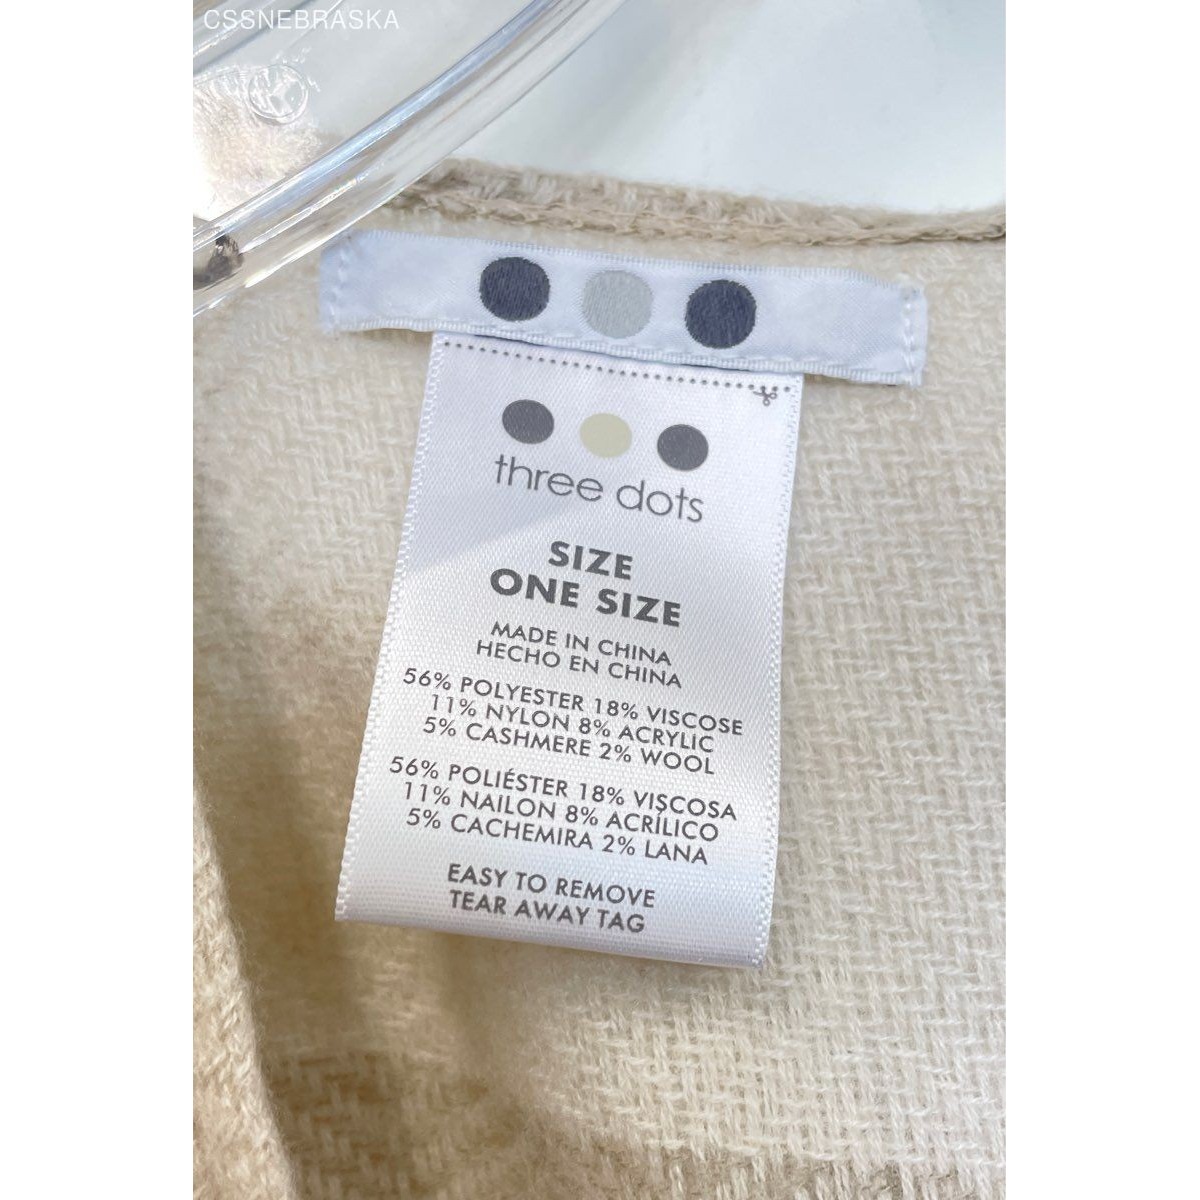 CSSNEBRASKA
three dots
SIZE
ONE SIZE
MADE IN CHINA
HECHO EN CHINA
56% POLYESTER 18% VISCOSE
11% NYLON 8% ACRYLIC
5% CASHMERE 2% WOOL
56% POLIÉSTER 18% VISCOSA
11% NAILON 8% ACRÍLICO
5% CACHEMIRA 2% LANA
EASY TO REMOVE
TEAR AWAY TAG